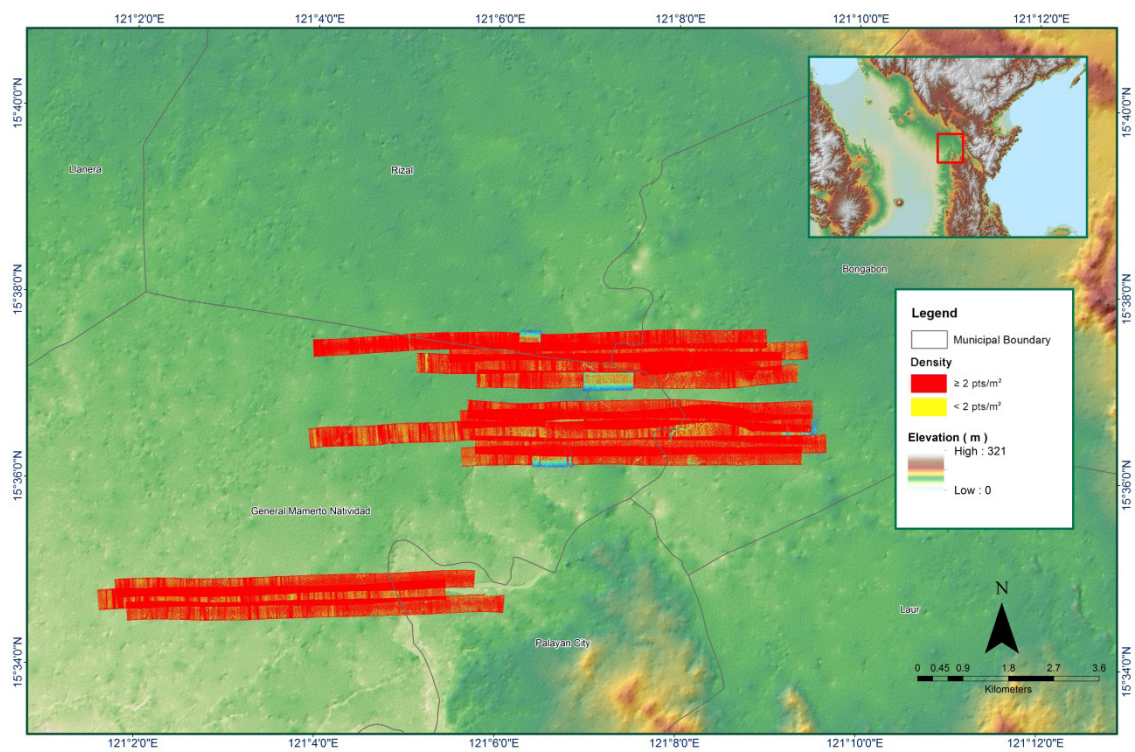 121°2'0"E 121°4'0"E 121°6'0"E 121°8'0"E 121°10'0"E 121°12'0"E
15°40'0"N 15°40'0"N
Llanera Rizal
Bongabon
15°38'0"N 15°38'0"N
Legend
Municipal Boundary
Density
≥ 2 pts/m²
< 2 pts/m²
Elevation ( m )
High : 321
Low : 0
15°36'0"N 15°36'0"N
General Mamerto Natividad
N
Laur
Palayan City
15°34'0"N 15°34'0"N
0 0.45 0.9 1.8 2.7 3.6
Kilometers
121°2'0"E 121°4'0"E 121°6'0"E 121°8'0"E 121°10'0"E 121°12'0"E